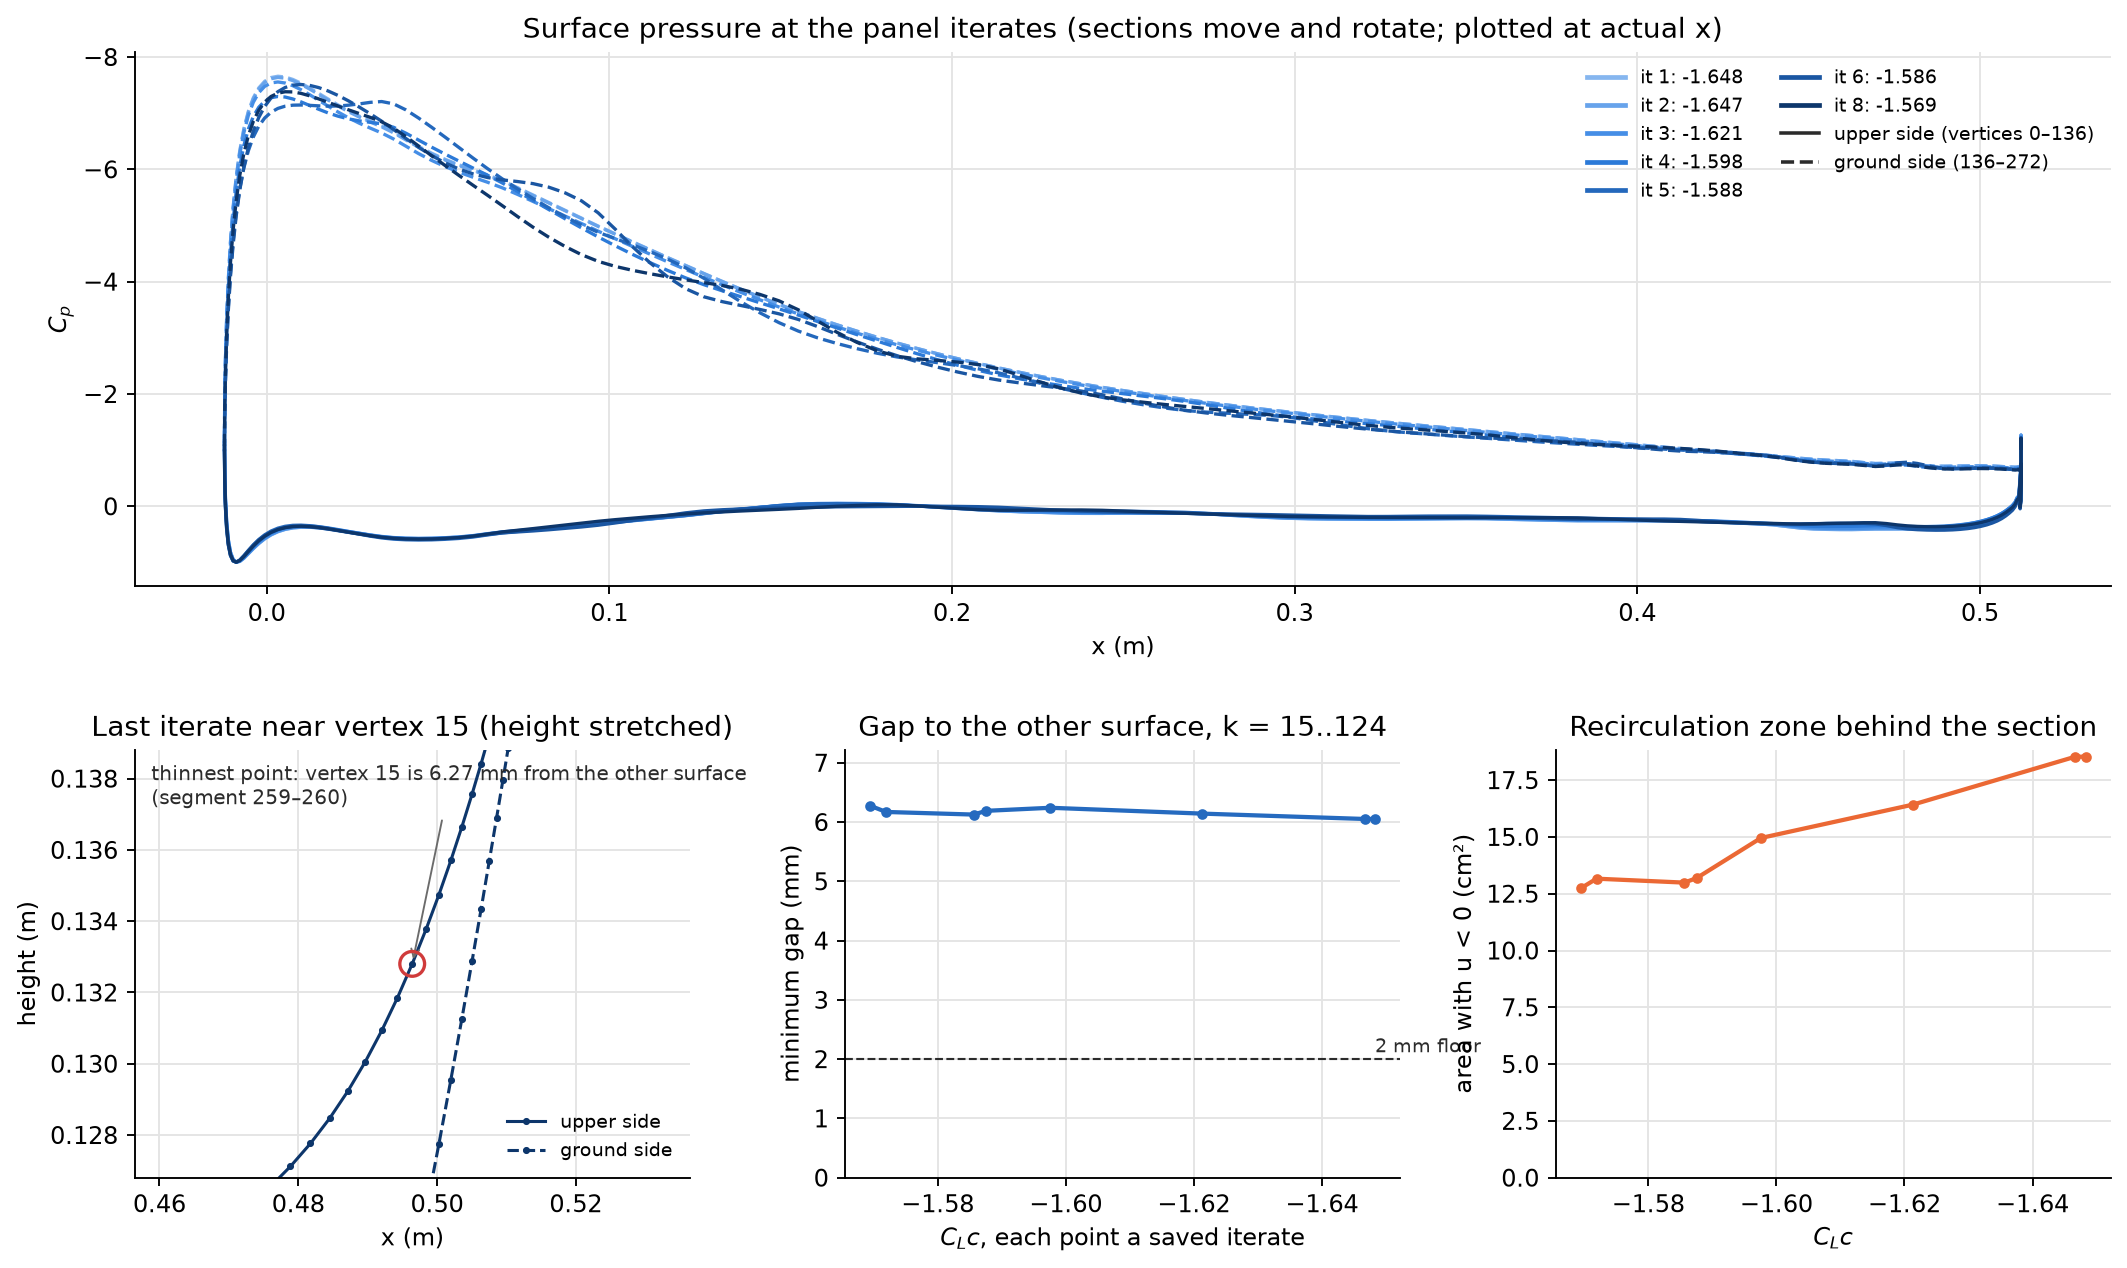 Surface pressure at the panel iterates (sections move and rotate; plotted at actual x)
−8
−6
−4
−2
0
C_p
it 1: -1.648
it 2: -1.647
it 3: -1.621
it 4: -1.598
it 5: -1.588
it 6: -1.586
it 8: -1.569
upper side (vertices 0–136)
ground side (136–272)
0.0 0.1 0.2 0.3 0.4 0.5
x (m)
Last iterate near vertex 15 (height stretched)
thinnest point: vertex 15 is 6.27 mm from the other surface
(segment 259–260)
0.138
0.136
0.134
0.132
0.130
0.128
height (m)
upper side
ground side
0.46 0.48 0.50 0.52
x (m)
Gap to the other surface, k = 15..124
7
6
5
4
3
2
1
0
minimum gap (mm)
2 mm floor
−1.58 −1.60 −1.62 −1.64
C_Lc, each point a saved iterate
Recirculation zone behind the section
17.5
15.0
12.5
10.0
7.5
5.0
2.5
0.0
area with u < 0 (cm²)
−1.58 −1.60 −1.62 −1.64
C_Lc